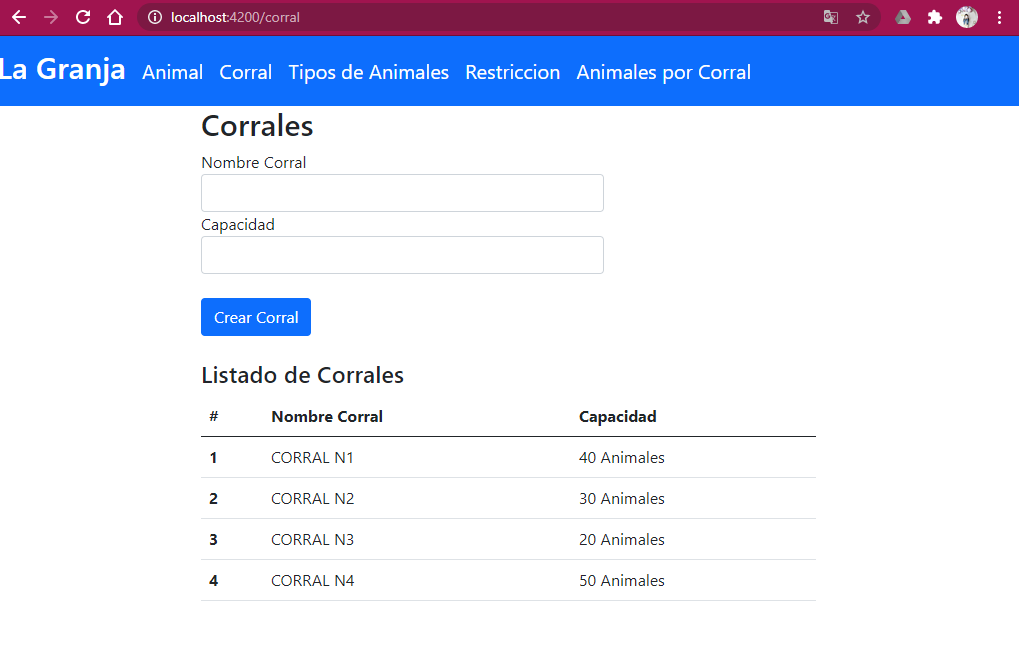 localhost:4200/corral
La Granja Animal Corral Tipos de Animales Restriccion Animales por Corral
Corrales
Nombre Corral
Capacidad
Crear Corral
Listado de Corrales
# Nombre Corral Capacidad
1 CORRAL N1 40 Animales
2 CORRAL N2 30 Animales
3 CORRAL N3 20 Animales
4 CORRAL N4 50 Animales